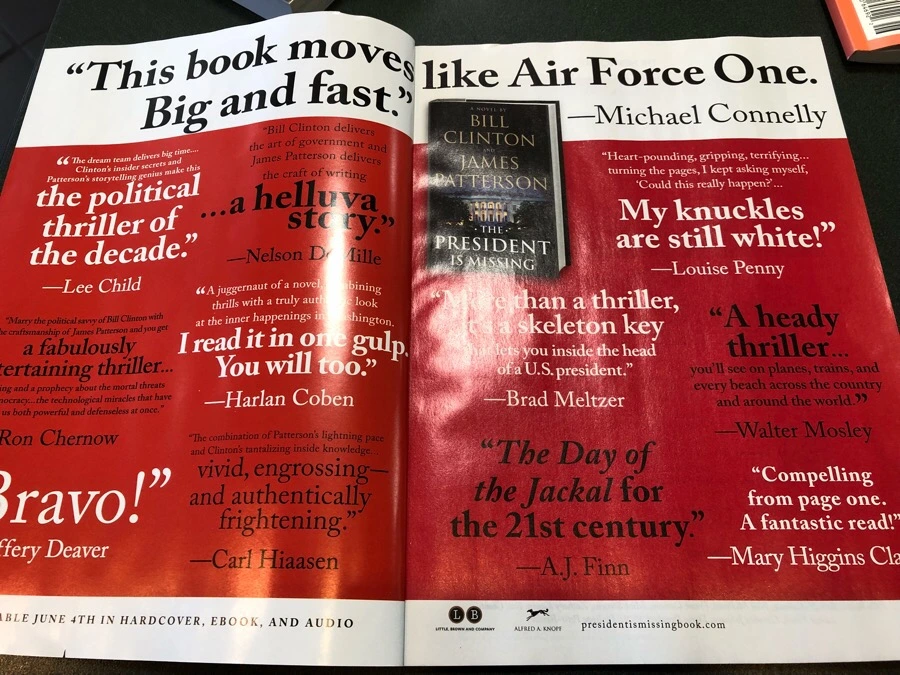 “This book moves like Air Force One.
Big and fast.”
—Michael Connelly
“The dream team delivers big time....
Clinton's insider secrets and
Patterson's storytelling genius make this
the political
thriller of
the decade.”
—Lee Child
“Bill Clinton delivers
the art of government and
James Patterson delivers
the craft of writing
...a helluva
story.”
—Nelson DeMille
“Marry the political savvy of Bill Clinton with
craftsmanship of James Patterson and you get
a fabulously
thriller...
and a prophecy about the mortal threats
the technological miracles that have
us both powerful and defenseless at once.”
Ron Chernow
“A juggernaut of a novel,
thrills with a truly look
at the inner happenings in
I read it in one gulp.
You will too.”
—Harlan Coben
Bravo!”
ffery Deaver
“The combination of Patterson's lightning pace
and Clinton's tantalizing inside knowledge
vivid, engrossing—
and authentically
frightening.”
—Carl Hiaasen
ABLE JUNE 4TH IN HARDCOVER, EBOOK, AND AUDIO
A NOVEL BY
BILL
CLINTON
AND
JAMES
PATTERSON
·THE·
PRESIDENT
IS MISSING
“Heart-pounding, gripping, terrifying...
turning the pages, I kept asking myself,
‘Could this really happen?’...
My knuckles
are still white!”
—Louise Penny
“More than a thriller,
it's a skeleton key
that lets you inside the head
of a U.S. president.”
—Brad Meltzer
“A heady
thriller...
you'll see on planes, trains, and
every beach across the country
and around the world.”
—Walter Mosley
“The Day of
the Jackal for
the 21st century.”
—A.J. Finn
“Compelling
from page one.
A fantastic read!”
—Mary Higgins Cla
L B
LITTLE, BROWN AND COMPANY
ALFRED A. KNOPF
presidentismissingbook.com